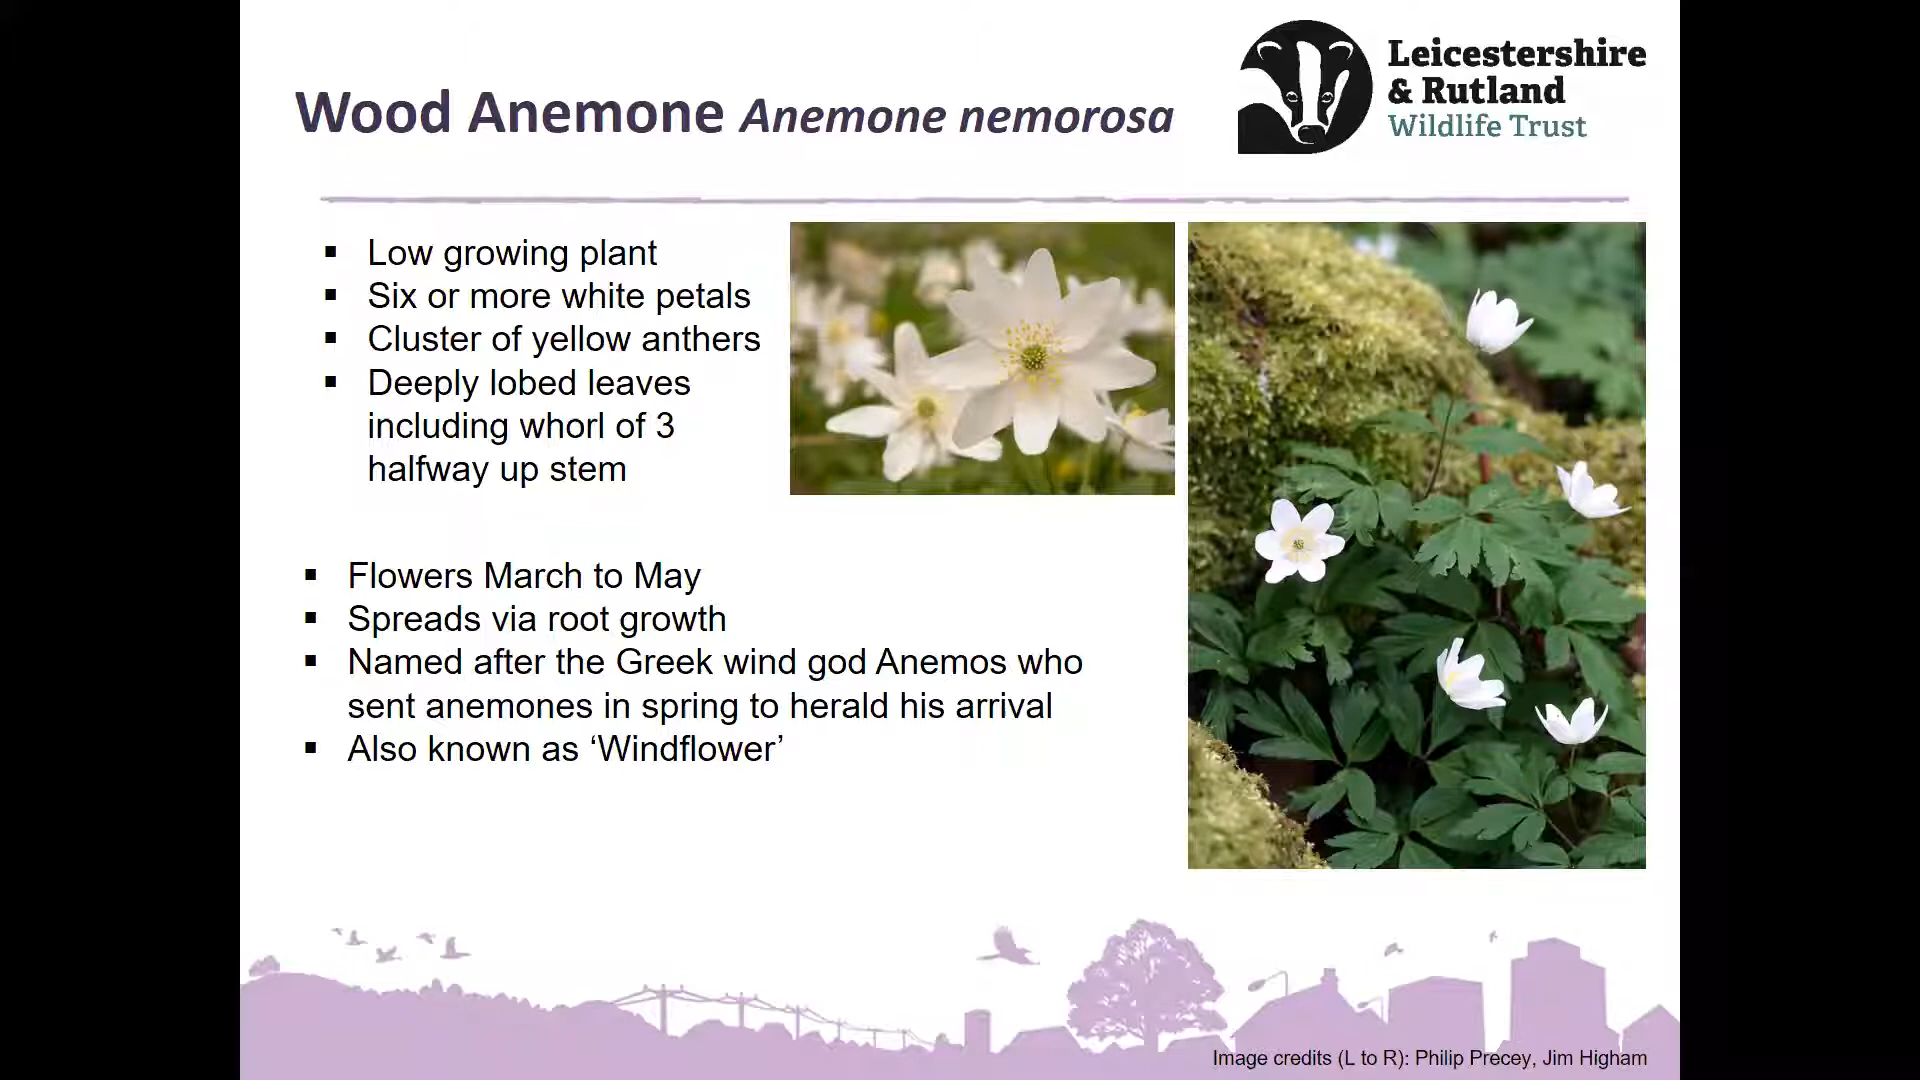 Wood Anemone Anemone nemorosa
Leicestershire
& Rutland
Wildlife Trust
▪ Low growing plant
▪ Six or more white petals
▪ Cluster of yellow anthers
▪ Deeply lobed leaves
including whorl of 3
halfway up stem
▪ Flowers March to May
▪ Spreads via root growth
▪ Named after the Greek wind god Anemos who
sent anemones in spring to herald his arrival
▪ Also known as ‘Windflower’
Image credits (L to R): Philip Precey, Jim Higham